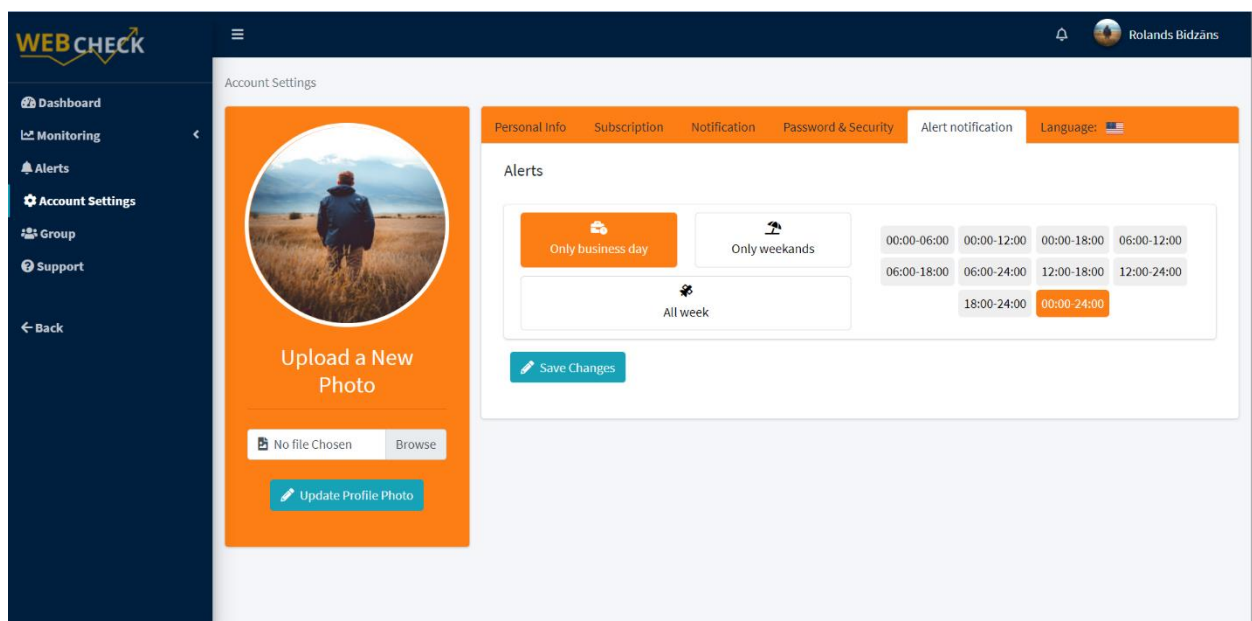 WEBCHECK
Rolands Bidzāns
Dashboard
Monitoring
Alerts
Account Settings
Group
Support
Back
Account Settings
Upload a New
Photo
No file Chosen Browse
Update Profile Photo
Personal Info Subscription Notification Password & Security Alert notification Language:
Alerts
Only business day Only weekands
All week
00:00-06:00 00:00-12:00 00:00-18:00 06:00-12:00
06:00-18:00 06:00-24:00 12:00-18:00 12:00-24:00
18:00-24:00 00:00-24:00
Save Changes